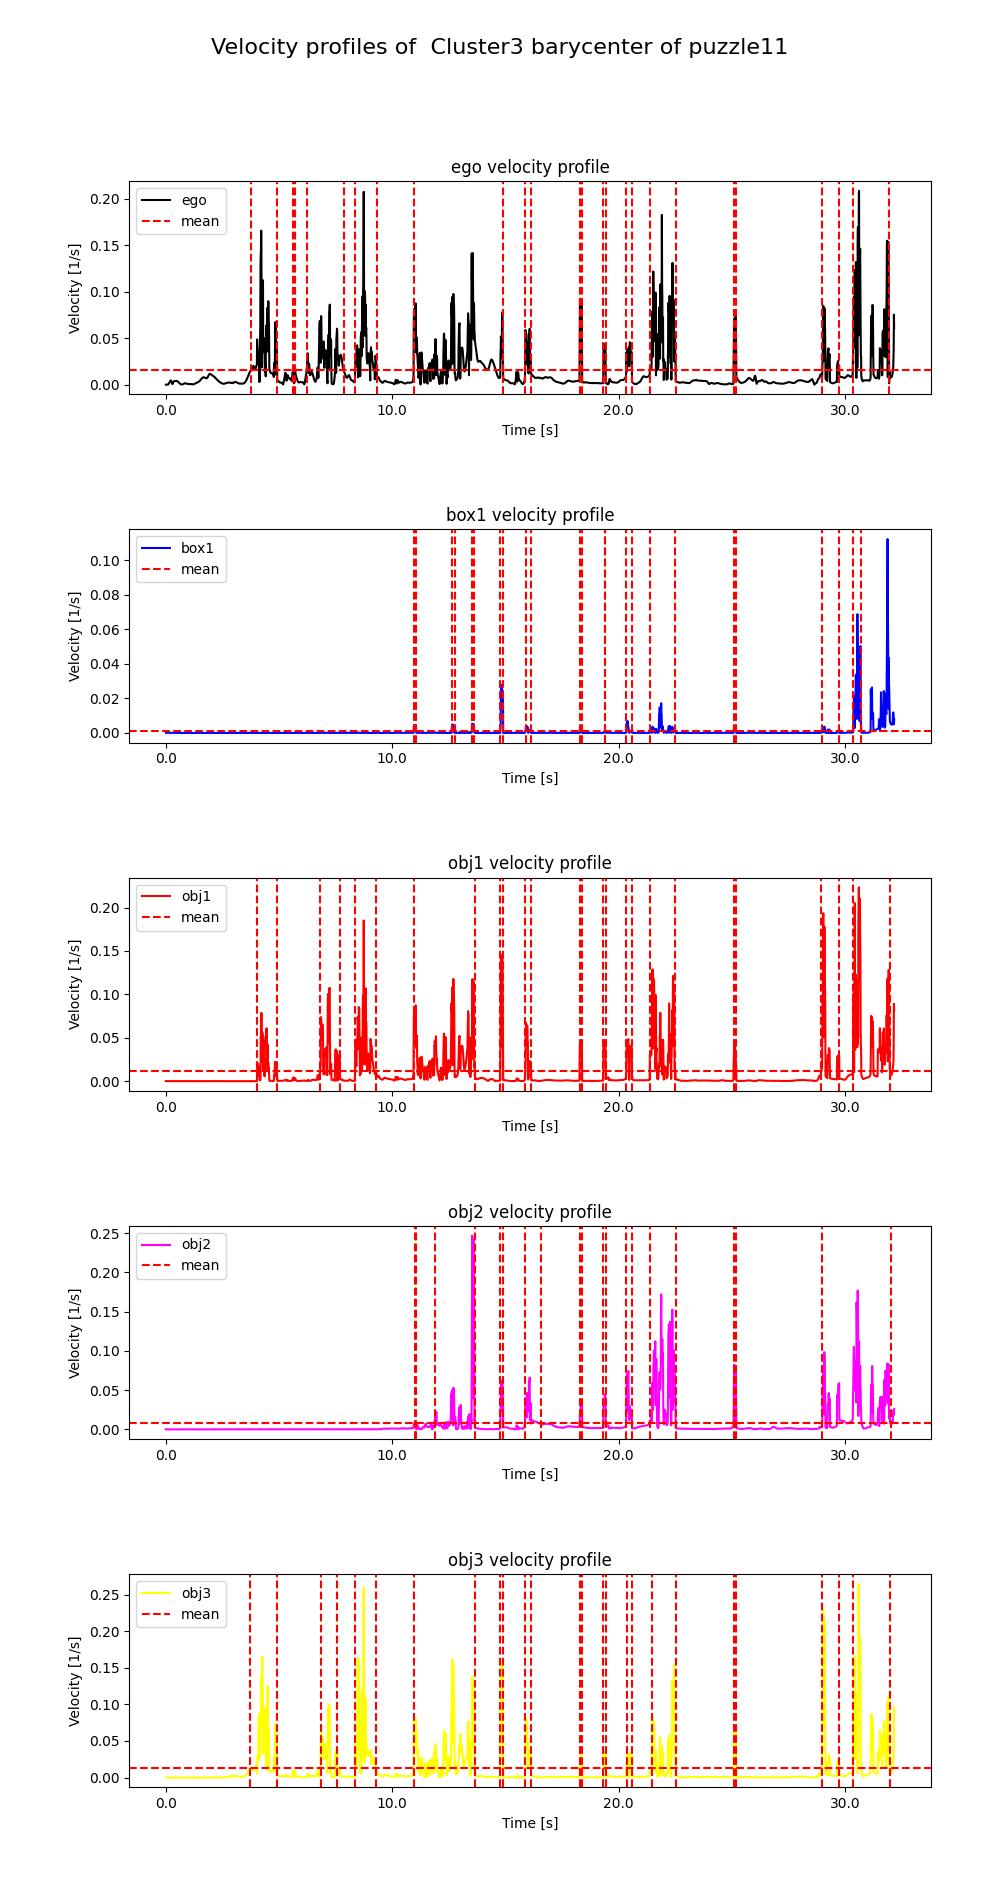 Velocity profiles of  Cluster3 barycenter of puzzle11
ego velocity profile
ego
mean
0.20
0.15
0.10
0.05
0.00
Velocity [1/s]
0.0 10.0 20.0 30.0
Time [s]
box1 velocity profile
box1
mean
0.10
0.08
0.06
0.04
0.02
0.00
Velocity [1/s]
0.0 10.0 20.0 30.0
Time [s]
obj1 velocity profile
obj1
mean
0.20
0.15
0.10
0.05
0.00
Velocity [1/s]
0.0 10.0 20.0 30.0
Time [s]
obj2 velocity profile
obj2
mean
0.25
0.20
0.15
0.10
0.05
0.00
Velocity [1/s]
0.0 10.0 20.0 30.0
Time [s]
obj3 velocity profile
obj3
mean
0.25
0.20
0.15
0.10
0.05
0.00
Velocity [1/s]
0.0 10.0 20.0 30.0
Time [s]